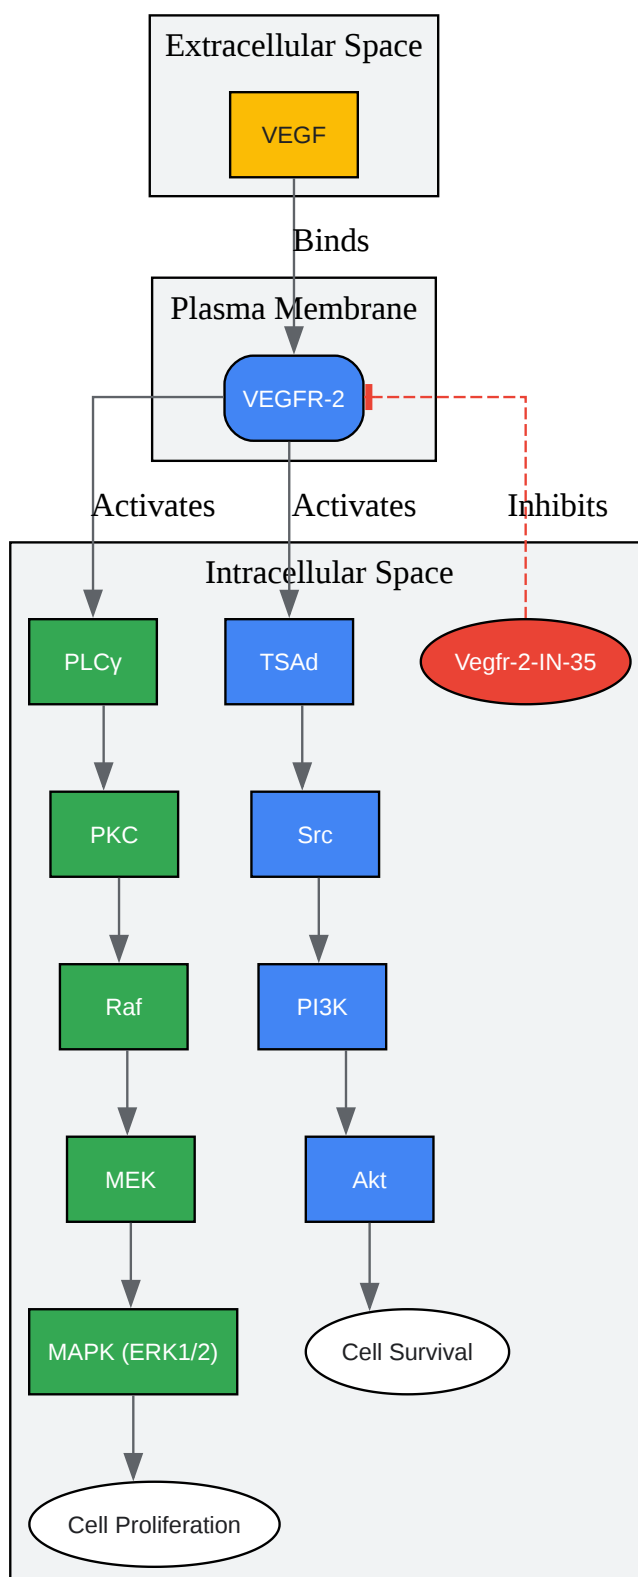 Extracellular Space
VEGF
Binds
Plasma Membrane
VEGFR-2
Activates
Activates
Inhibits
Intracellular Space
PLCγ
TSAd
Vegfr-2-IN-35
PKC
Src
Raf
PI3K
MEK
Akt
MAPK (ERK1/2)
Cell Survival
Cell Proliferation